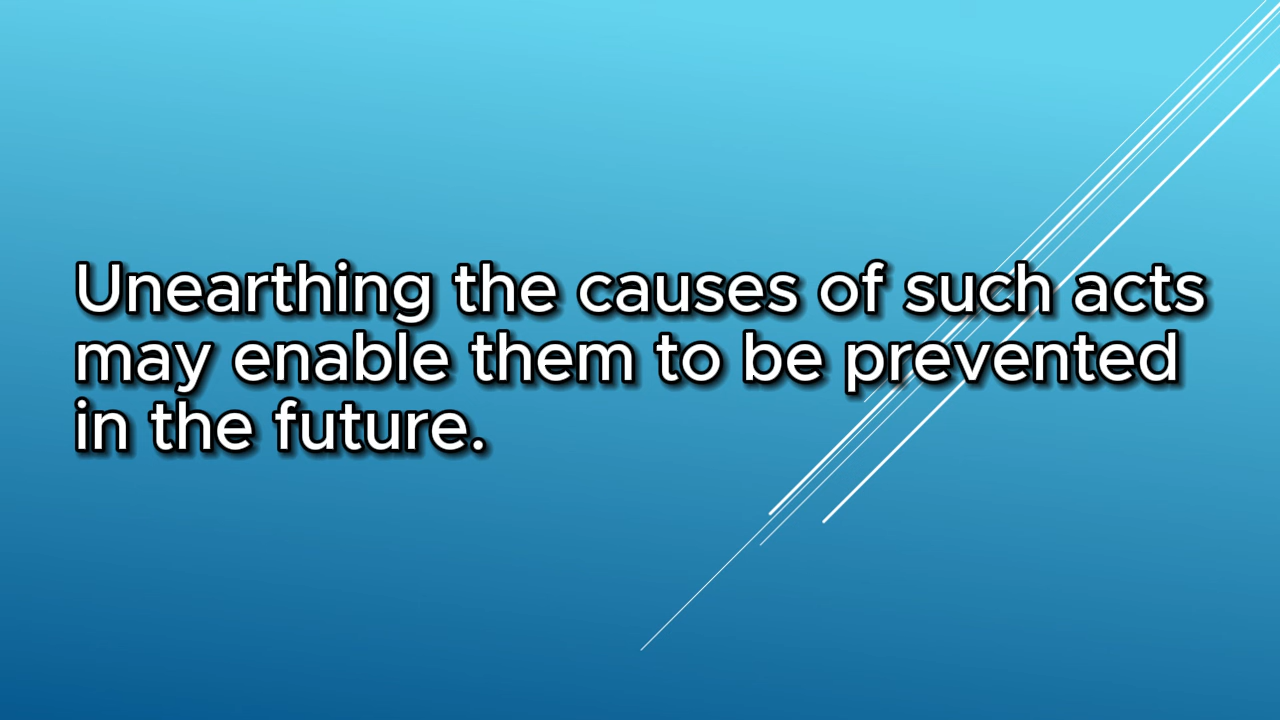 Unearthing the causes of such acts
may enable them to be prevented
in the future.